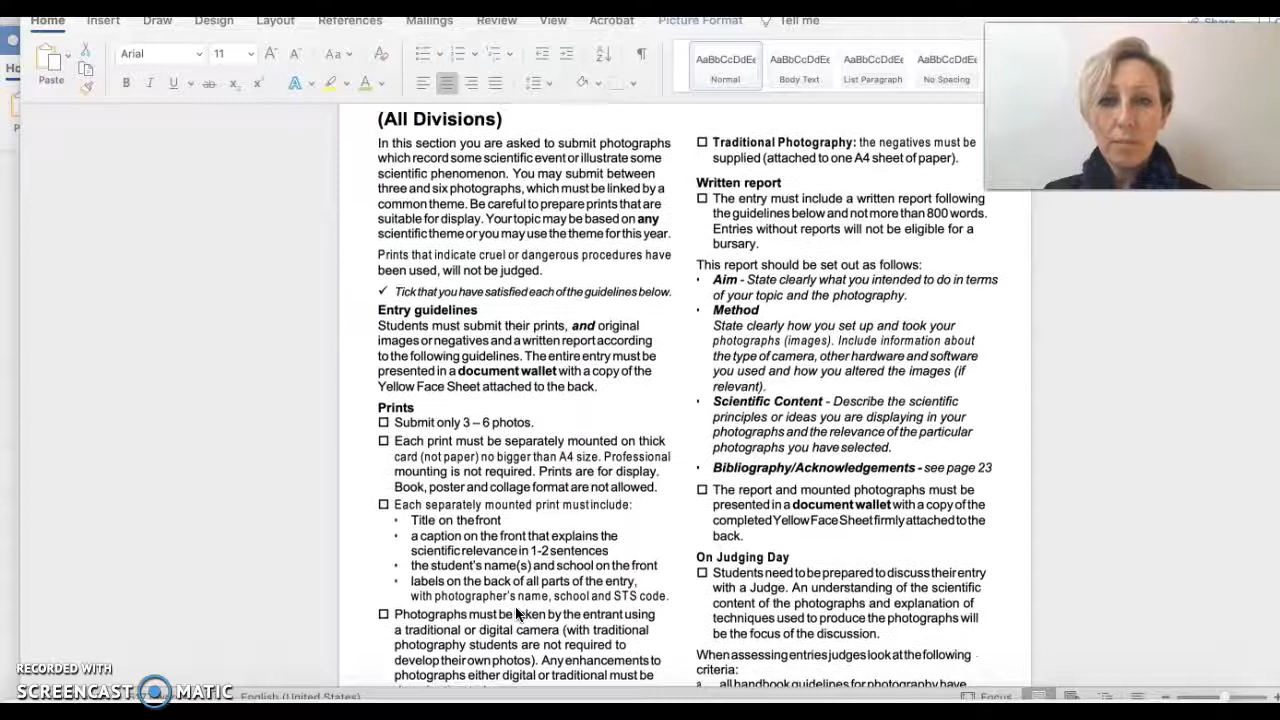 Home Insert Draw Design Layout References Mailings Review View Acrobat Picture Format Tell me Share
Arial 11
Paste
AaBbCcDdEe AaBbCcDdEe AaBbCcDdEe AaBbCcDdEe
Normal Body Text List Paragraph No Spacing
(All Divisions)
In this section you are asked to submit photographs
which record some scientific event or illustrate some
scientific phenomenon. You may submit between
three and six photographs, which must be linked by a
common theme. Be careful to prepare prints that are
suitable for display. Your topic may be based on any
scientific theme or you may use the theme for this year.
Prints that indicate cruel or dangerous procedures have
been used, will not be judged.
✓ Tick that you have satisfied each of the guidelines below.
Entry guidelines
Students must submit their prints, and original
images or negatives and a written report according
to the following guidelines. The entire entry must be
presented in a document wallet with a copy of the
Yellow Face Sheet attached to the back.
Prints
☐ Submit only 3 – 6 photos.
☐ Each print must be separately mounted on thick
card (not paper) no bigger than A4 size. Professional
mounting is not required. Prints are for display.
Book, poster and collage format are not allowed.
☐ Each separately mounted print must include:
• Title on the front
• a caption on the front that explains the
scientific relevance in 1-2 sentences
• the student's name(s) and school on the front
• labels on the back of all parts of the entry,
with photographer's name, school and STS code.
☐ Photographs must be taken by the entrant using
a traditional or digital camera (with traditional
photography students are not required to
develop their own photos). Any enhancements to
photographs either digital or traditional must be
☐ Traditional Photography: the negatives must be
supplied (attached to one A4 sheet of paper).
Written report
☐ The entry must include a written report following
the guidelines below and not more than 800 words.
Entries without reports will not be eligible for a
bursary.
This report should be set out as follows:
• Aim - State clearly what you intended to do in terms
of your topic and the photography.
• Method
State clearly how you set up and took your
photographs (images). Include information about
the type of camera, other hardware and software
you used and how you altered the images (if
relevant).
• Scientific Content - Describe the scientific
principles or ideas you are displaying in your
photographs and the relevance of the particular
photographs you have selected.
• Bibliography/Acknowledgements - see page 23
☐ The report and mounted photographs must be
presented in a document wallet with a copy of the
completed Yellow Face Sheet firmly attached to the
back.
On Judging Day
☐ Students need to be prepared to discuss their entry
with a Judge. An understanding of the scientific
content of the photographs and explanation of
techniques used to produce the photographs will
be the focus of the discussion.
When assessing entries judges look at the following
criteria:
a all handbook guidelines for photography have
RECORDED WITH
SCREENCAST-O-MATIC
English (United States)
Focus